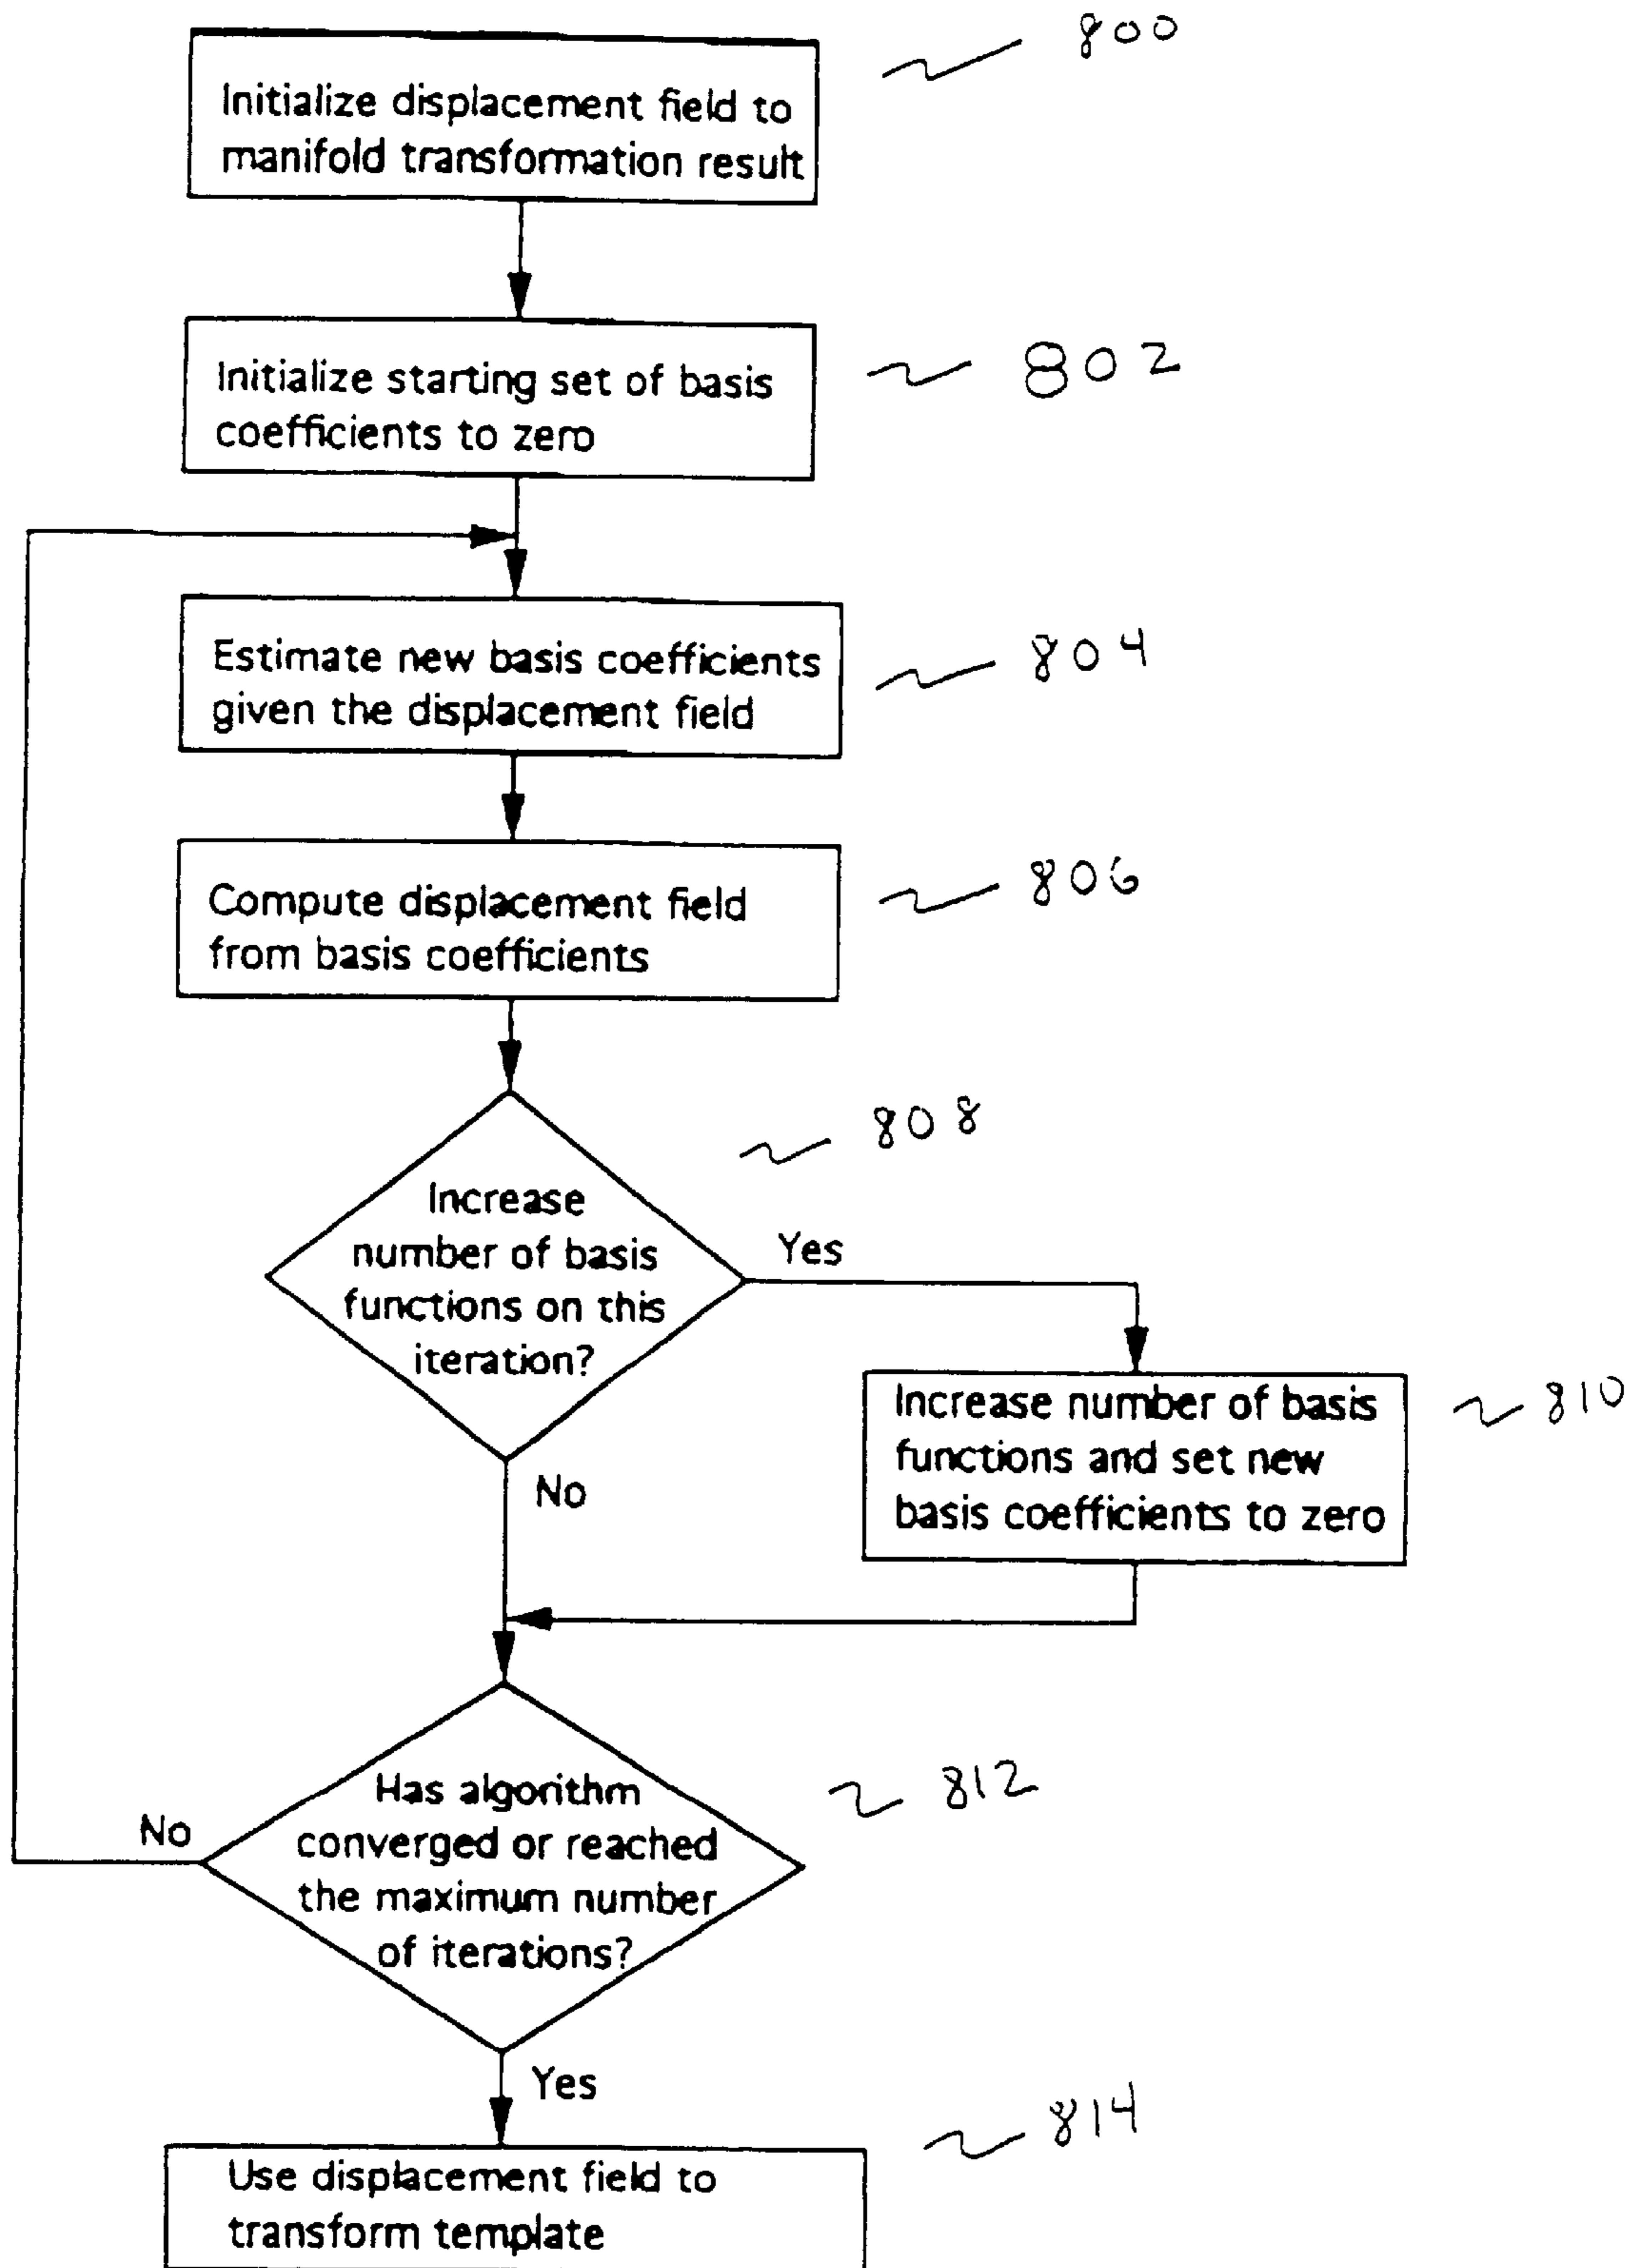 800
Initialize displacement field to
manifold transformation result
802
Initialize starting set of basis
coefficients to zero
804
Estimate new basis coefficients
given the displacement field
806
Compute displacement field
from basis coefficients
808
Increase
number of basis
functions on this
iteration?
Yes
No
810
Increase number of basis
functions and set new
basis coefficients to zero
812
Has algorithm
converged or reached
the maximum number
of iterations?
No
Yes
814
Use displacement field to
transform template